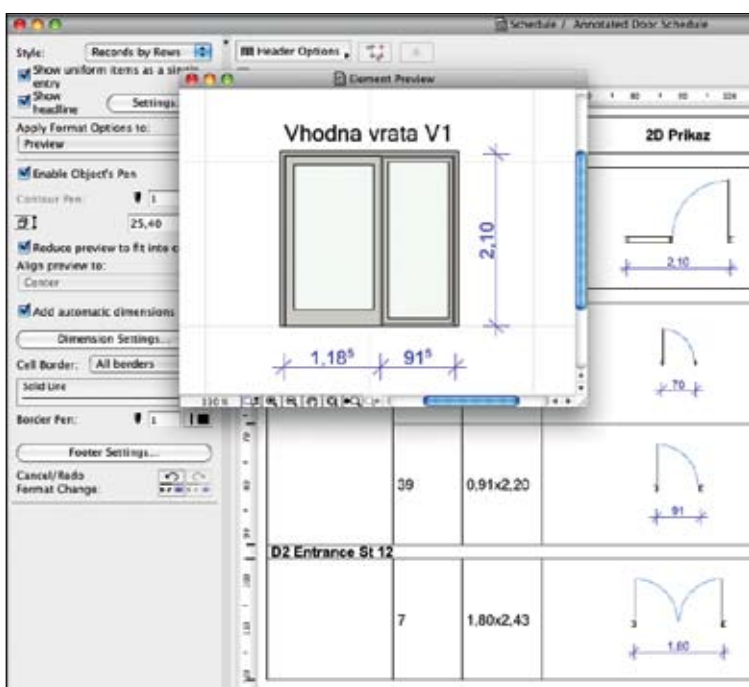 Schedule / Annotated Door Schedule
Style: Records by Rows
Header Options
Show uniform items as a single entry
Show headline
Settings
Apply Format Options to:
Preview
Enable Object's Pen
Contour Pen: 1
25,40
Reduce preview to fit into c
Align preview to:
Center
Add automatic dimensions
Dimension Settings...
Cell Border: All borders
Solid Line
Border Pen: 1
Footer Settings...
Cancel/Redo
Format Change:
Element Preview
Vhodna vrata V1
2,10
1,18⁵
91⁵
2D Prikaz
2,10
70
39
0,91x2,20
91
D2 Entrance St 12
7
1,80x2,43
1,80